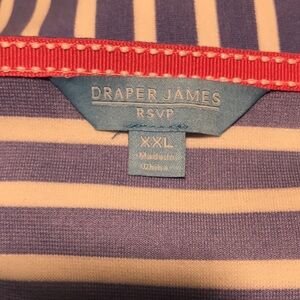 DRAPER JAMES
RSVP
XXL
Made in
China